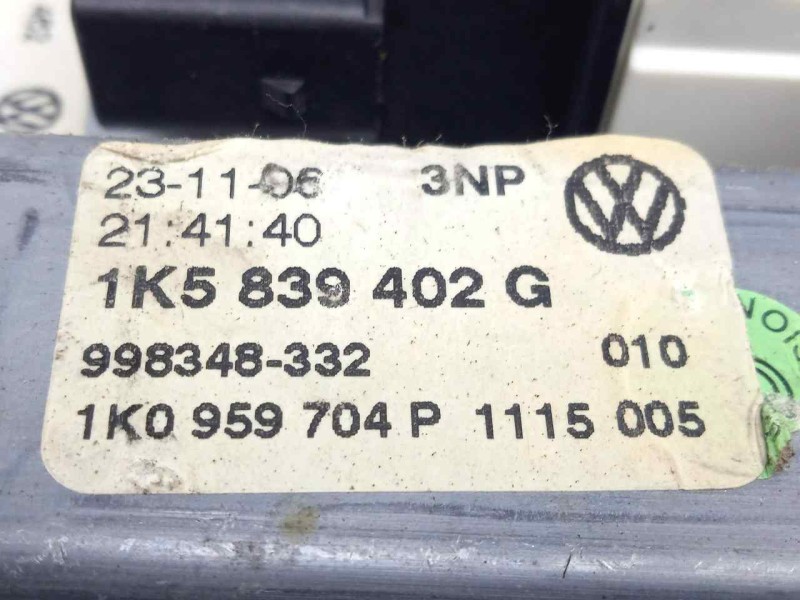 23-11-06 3NP
21:41:40
1K5 839 402 G
998348-332 010
1K0 959 704 P 1115 005